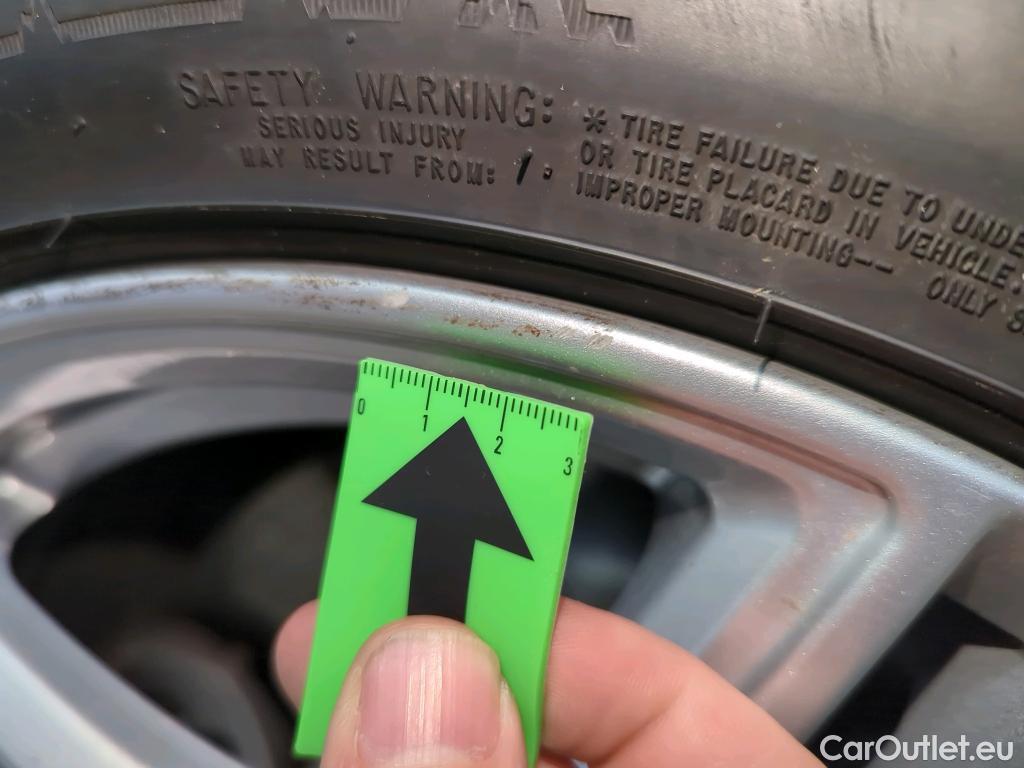 SAFETY WARNING:
SERIOUS INJURY
MAY RESULT FROM: 1.
* TIRE FAILURE DUE TO UNDE
OR TIRE PLACARD IN VEHICLE.
IMPROPER MOUNTING-- ONLY S
0 1 2 3
CarOutlet.eu